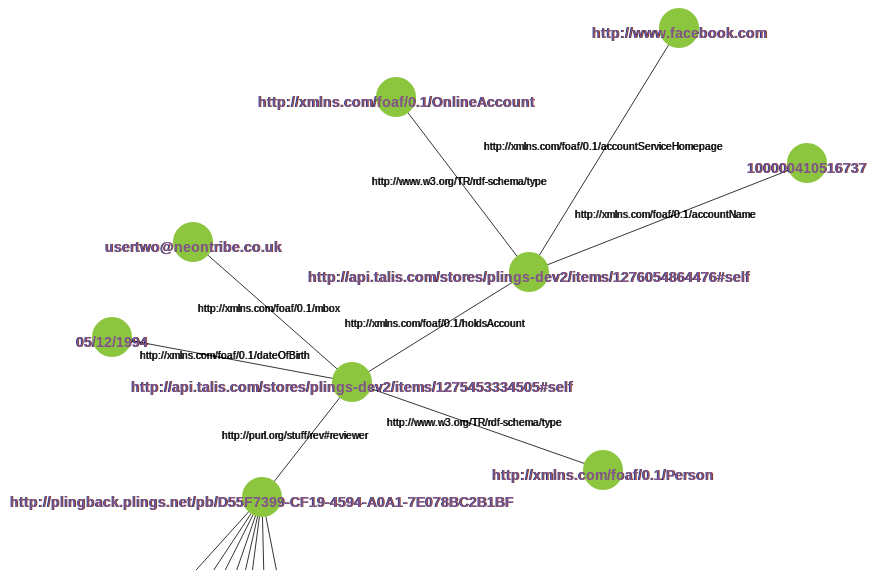 http://www.facebook.com
http://xmlns.com/foaf/0.1/OnlineAccount
http://xmlns.com/foaf/0.1/accountServiceHomepage
100000410516737
http://www.w3.org/TR/rdf-schema/type
http://xmlns.com/foaf/0.1/accountName
usertwo@neontribe.co.uk
http://api.talis.com/stores/plings-dev2/items/1276054864476#self
http://xmlns.com/foaf/0.1/mbox
http://xmlns.com/foaf/0.1/holdsAccount
05/12/1994
http://xmlns.com/foaf/0.1/dateOfBirth
http://api.talis.com/stores/plings-dev2/items/1275453334505#self
http://www.w3.org/TR/rdf-schema/type
http://purl.org/stuff/rev#reviewer
http://xmlns.com/foaf/0.1/Person
http://plingback.plings.net/pb/D55F7399-CF19-4594-A0A1-7E078BC2B1BF